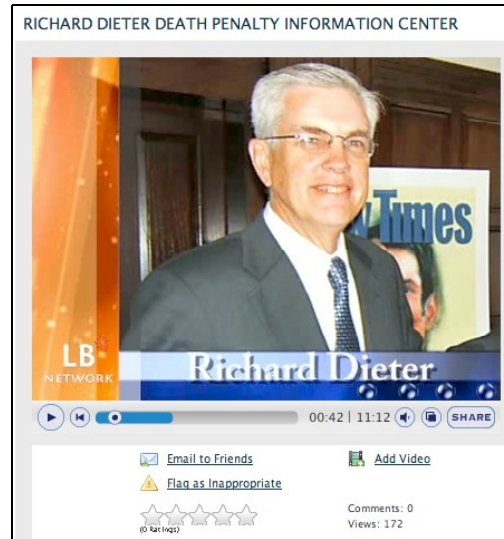 RICHARD DIETER DEATH PENALTY INFORMATION CENTER
Times
LB
NETWORK
Richard Dieter
00:42 | 11:12
SHARE
Email to Friends
Add Video
Flag as Inappropriate
(0 Ratings)
Comments: 0
Views: 172